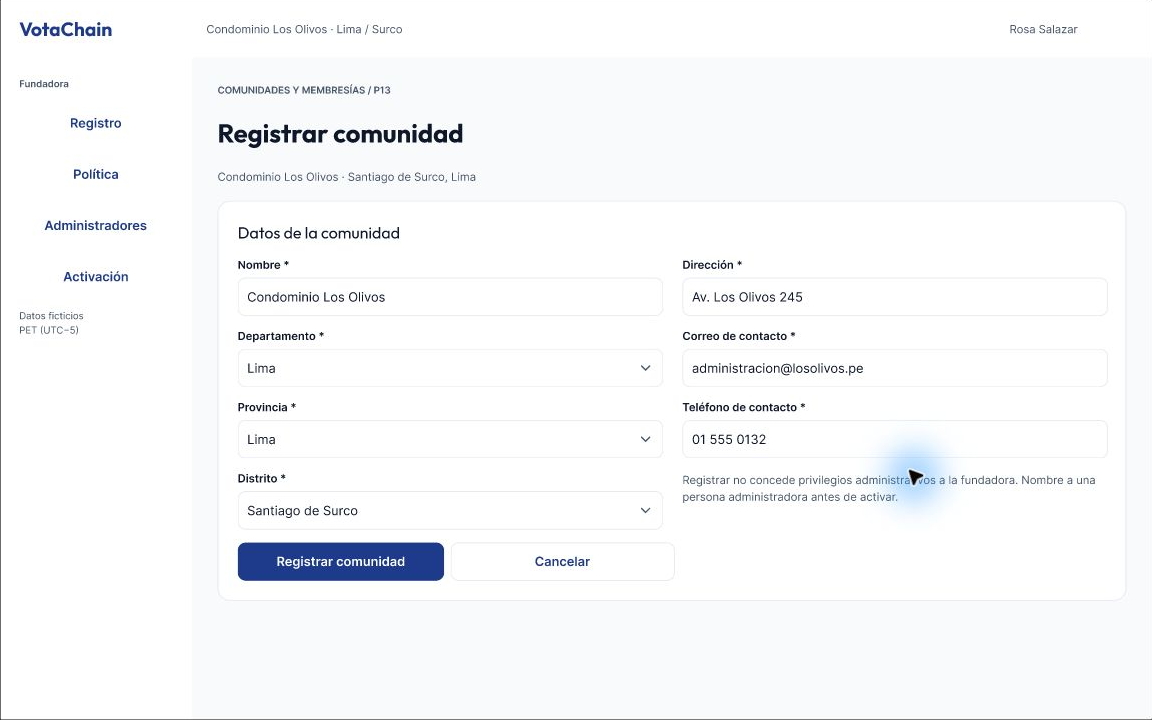 VotaChain
Condominio Los Olivos · Lima / Surco
Rosa Salazar
Fundadora
Registro
Política
Administradores
Activación
Datos ficticios
PET (UTC−5)
COMUNIDADES Y MEMBRESÍAS / P13
Registrar comunidad
Condominio Los Olivos · Santiago de Surco, Lima
Datos de la comunidad
Nombre *
Condominio Los Olivos
Departamento *
Lima
Provincia *
Lima
Distrito *
Santiago de Surco
Dirección *
Av. Los Olivos 245
Correo de contacto *
administracion@losolivos.pe
Teléfono de contacto *
01 555 0132
Registrar no concede privilegios administrativos a la fundadora. Nombre a una
persona administradora antes de activar.
Registrar comunidad
Cancelar